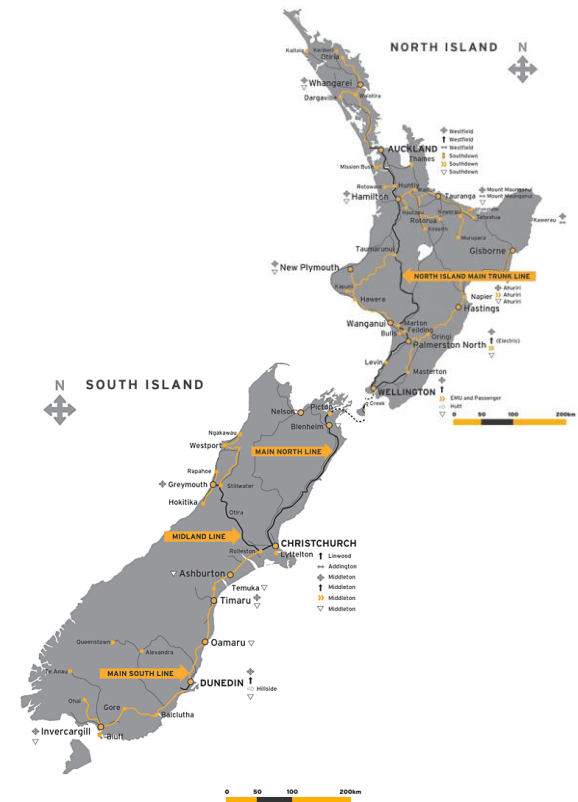 NORTH ISLAND
N
Kaitaia
Kerikeri
Otiria
Whangarei
Dargaville
Waiotira
AUCKLAND
Westfield
Westfield
Westfield
Southdown
Southdown
Southdown
Thames
Mission Bush
Rotowaro
Huntly
Hamilton
Tauranga
Mount Maunganui
Mount Maunganui
Rotorua
Kinleith
Murupara
Kawerau
Taumarunui
Gisborne
New Plymouth
NORTH ISLAND MAIN TRUNK LINE
Kapuni
Hawera
Napier
Ahuriri
Ahuriri
Ahuriri
Hastings
Wanganui
Marton
Feilding
Bulls
Oringi
(Electric)
Palmerston North
Levin
Masterton
WELLINGTON
EMU and Passenger
Hutt
0 50 100 200km
SOUTH ISLAND
N
Nelson
Picton
Blenheim
Ngakawau
Westport
MAIN NORTH LINE
Rapahoe
Greymouth
Stillwater
Hokitika
Otira
MIDLAND LINE
CHRISTCHURCH
Rolleston
Lyttelton
Linwood
Addington
Middleton
Middleton
Middleton
Middleton
Ashburton
Temuka
Timaru
Queenstown
Alexandra
Oamaru
Te Anau
MAIN SOUTH LINE
DUNEDIN
Hillside
Ohai
Gore
Balclutha
Invercargill
Bluff
0 50 100 200km